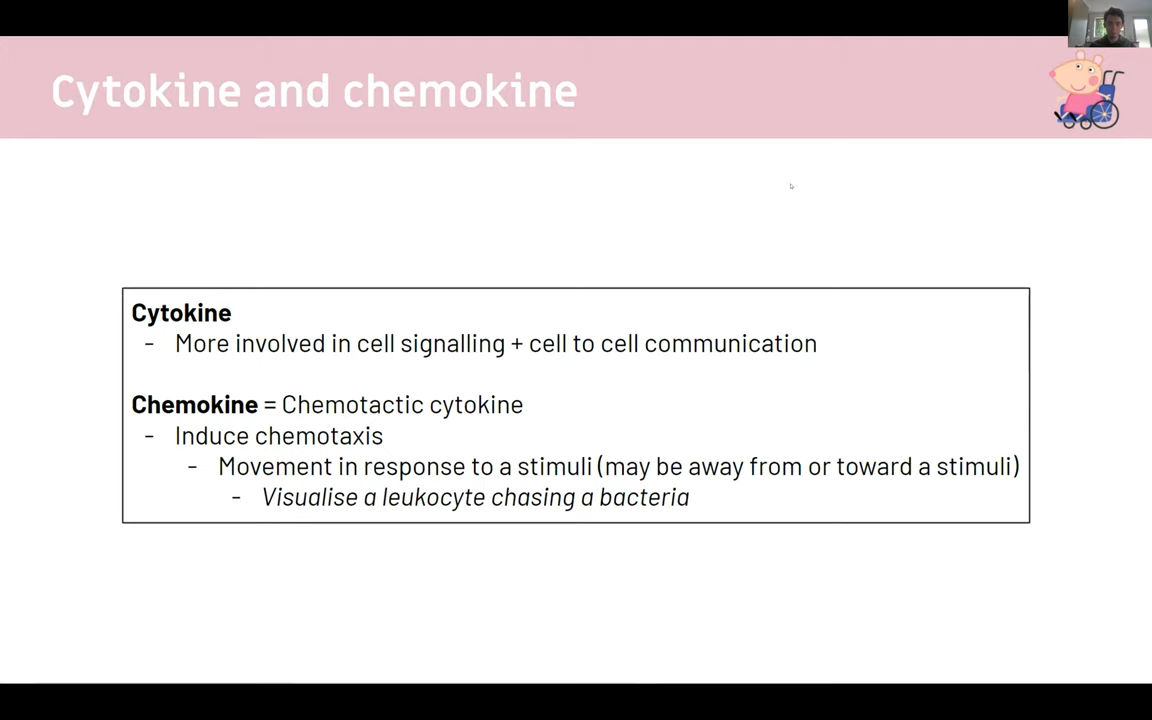 Cytokine and chemokine
Cytokine
- More involved in cell signalling + cell to cell communication
Chemokine = Chemotactic cytokine
- Induce chemotaxis
- Movement in response to a stimuli (may be away from or toward a stimuli)
- Visualise a leukocyte chasing a bacteria